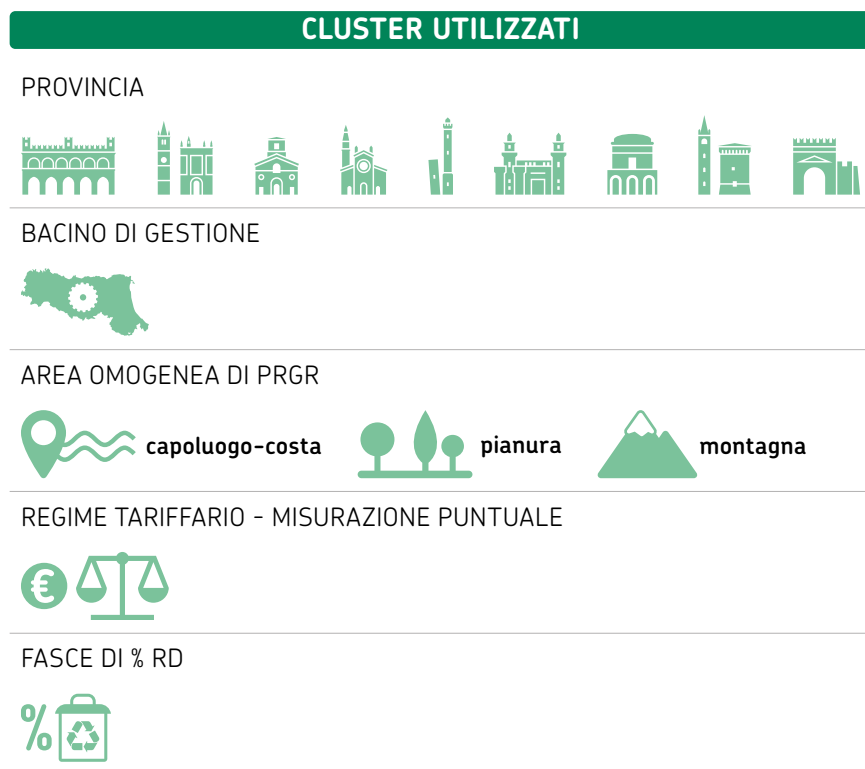 CLUSTER UTILIZZATI
PROVINCIA
BACINO DI GESTIONE
AREA OMOGENEA DI PRGR
capoluogo-costa pianura montagna
REGIME TARIFFARIO - MISURAZIONE PUNTUALE
€
FASCE DI % RD
%